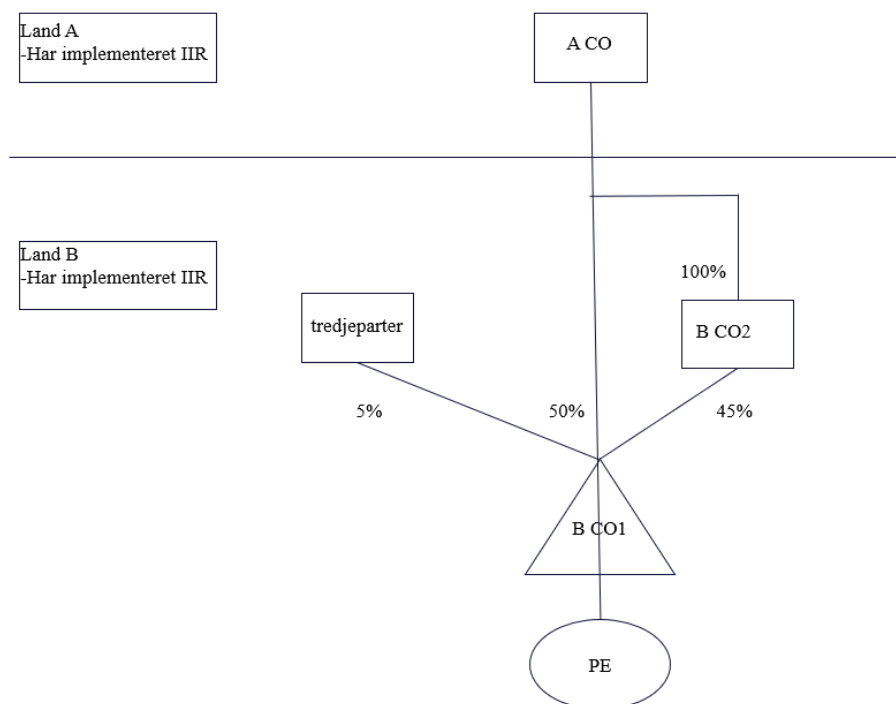 Land A
-Har implementeret IIR
A CO
Land B
-Har implementeret IIR
100%
tredjeparter
B CO2
5%
50%
45%
B CO1
PE